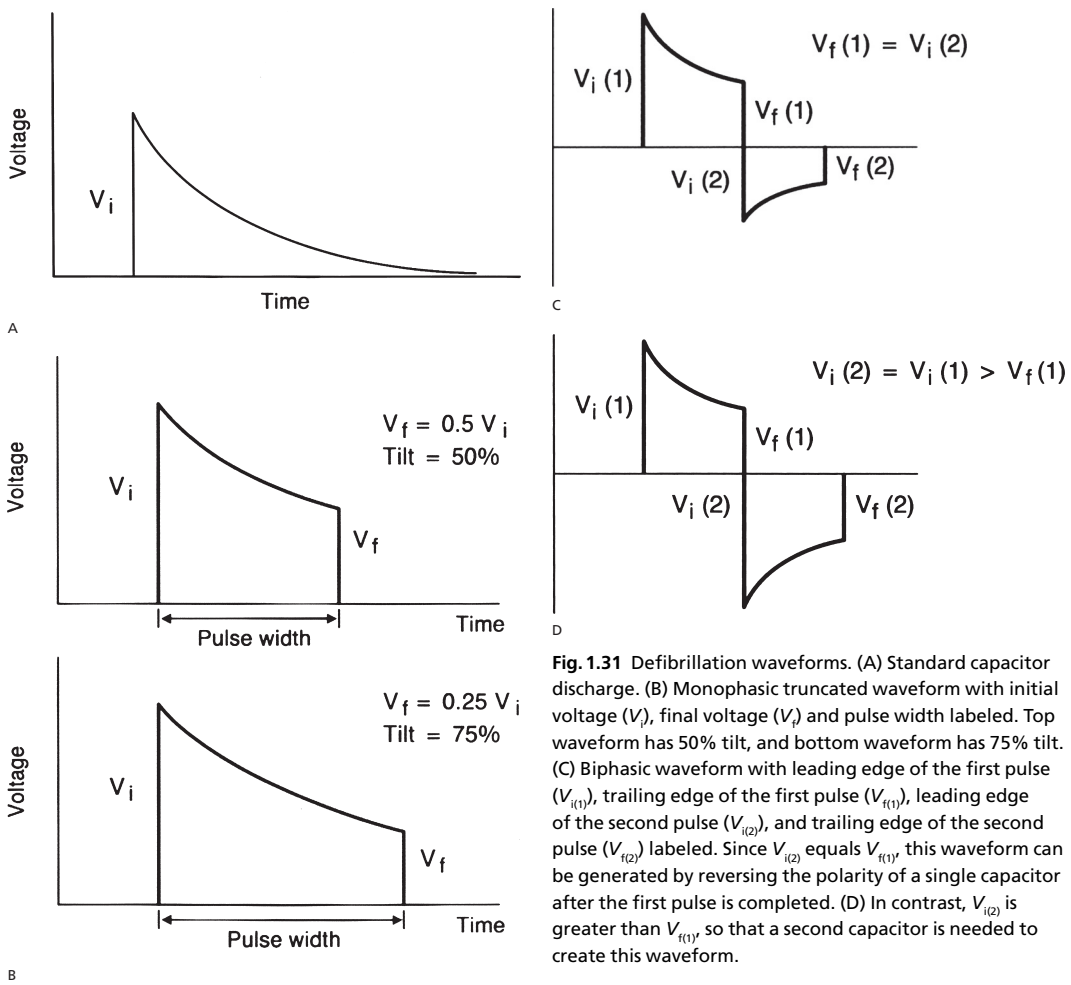 Voltage
V i
Time
A
Voltage
V i
V f = 0.5 V i
Tilt = 50%
V f
Pulse width
Time
Voltage
V i
V f = 0.25 V i
Tilt = 75%
V f
Pulse width
Time
B
V f (1) = V i (2)
V i (1)
V f (1)
V i (2)
V f (2)
C
V i (2) = V i (1) > V f (1)
V i (1)
V f (1)
V i (2)
V f (2)
D
Fig. 1.31 Defibrillation waveforms. (A) Standard capacitor
discharge. (B) Monophasic truncated waveform with initial
voltage (Vi), final voltage (Vf) and pulse width labeled. Top
waveform has 50% tilt, and bottom waveform has 75% tilt.
(C) Biphasic waveform with leading edge of the first pulse
(Vi(1)), trailing edge of the first pulse (Vf(1)), leading edge
of the second pulse (Vi(2)), and trailing edge of the second
pulse (Vf(2)) labeled. Since Vi(2) equals Vf(1), this waveform can
be generated by reversing the polarity of a single capacitor
after the first pulse is completed. (D) In contrast, Vi(2) is
greater than Vf(1), so that a second capacitor is needed to
create this waveform.